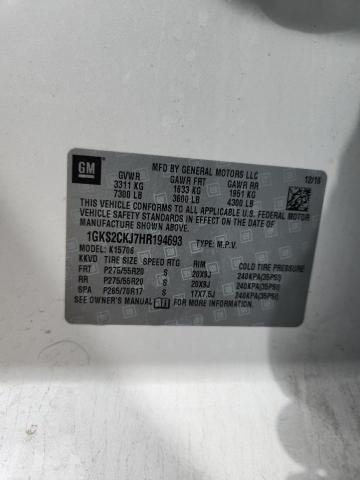 GM
MFD BY GENERAL MOTORS LLC
12/16
GVWR GAWR FRT GAWR RR
3311 KG 1633 KG 1951 KG
7300 LB 3600 LB 4300 LB
THIS VEHICLE CONFORMS TO ALL APPLICABLE U.S. FEDERAL MOTOR
VEHICLE SAFETY AND THEFT PREVENTION STANDARDS IN EFFECT ON
THE DATE OF MANUFACTURE SHOWN ABOVE.
1GKS2CKJ7HR194693 TYPE: M.P.V.
MODEL: K15706
KKVD TIRE SIZE SPEED RTG RIM COLD TIRE PRESSURE
FRT P275/55R20 S 20X9J 240KPA(35PSI)
RR P275/55R20 S 20X9J 240KPA(35PSI)
SPA P265/70R17 S 17X7.5J 240KPA(35PSI)
SEE OWNER'S MANUAL FOR MORE INFORMATION.